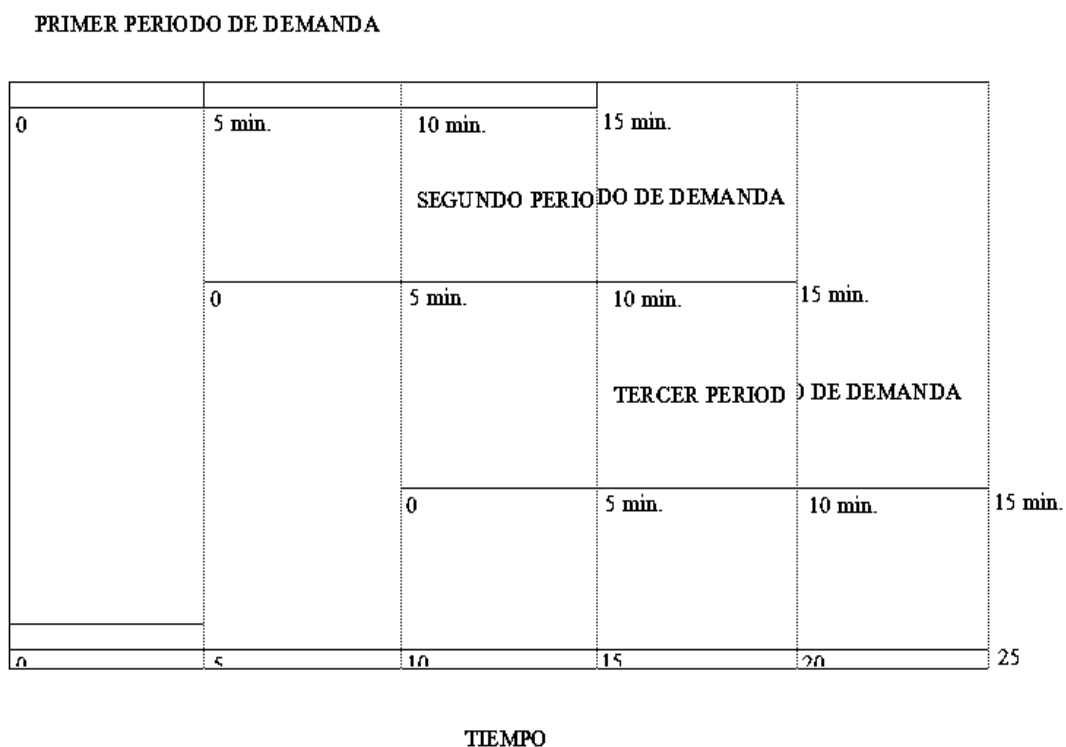 PRIMER PERIODO DE DEMANDA
0 5 min. 10 min. 15 min.
SEGUNDO PERIODO DE DEMANDA
0 5 min. 10 min. 15 min.
TERCER PERIODO DE DEMANDA
0 5 min. 10 min. 15 min.
0 5 10 15 20 25
TIEMPO